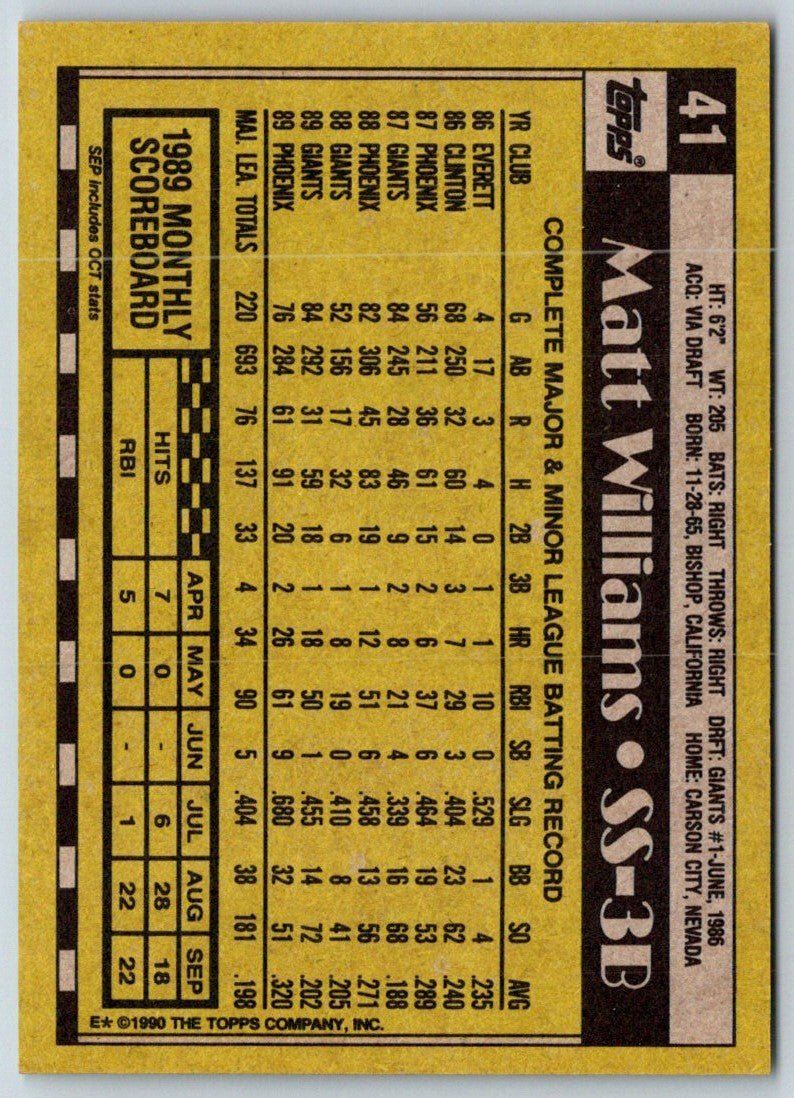 41
HT: 6'2" WT: 205 BATS: RIGHT THROWS: RIGHT DRFT: GIANTS #1-JUNE, 1986
ACQ: VIA DRAFT BORN: 11-28-65, BISHOP, CALIFORNIA HOME: CARSON CITY, NEVADA
topps®
Matt Williams • SS-3B
COMPLETE MAJOR & MINOR LEAGUE BATTING RECORD
YR CLUB G AB R H 2B 3B HR RBI SB SLG BB SO AVG
86 EVERETT 4 17 3 4 0 1 1 10 0 .529 1 4 .235
86 CLINTON 68 250 32 60 14 3 7 29 3 .404 23 62 .240
87 PHOENIX 56 211 36 61 15 2 6 37 6 .464 19 53 .289
87 GIANTS 84 245 28 46 9 2 8 21 4 .339 16 68 .188
88 PHOENIX 82 306 45 83 19 1 12 51 6 .458 13 56 .271
88 GIANTS 52 156 17 32 6 1 8 19 0 .410 8 41 .205
89 GIANTS 84 292 31 59 18 1 18 50 1 .455 14 72 .202
89 PHOENIX 76 284 61 91 20 2 26 61 9 .680 32 51 .320
MAJ. LEA. TOTALS 220 693 76 137 33 4 34 90 5 .404 38 181 .198
1989 MONTHLY
SCOREBOARD
APR MAY JUN JUL AUG SEP
HITS 7 0 - 6 28 18
RBI 5 0 - 1 22 22
SEP includes OCT stats
E* ©1990 THE TOPPS COMPANY, INC.